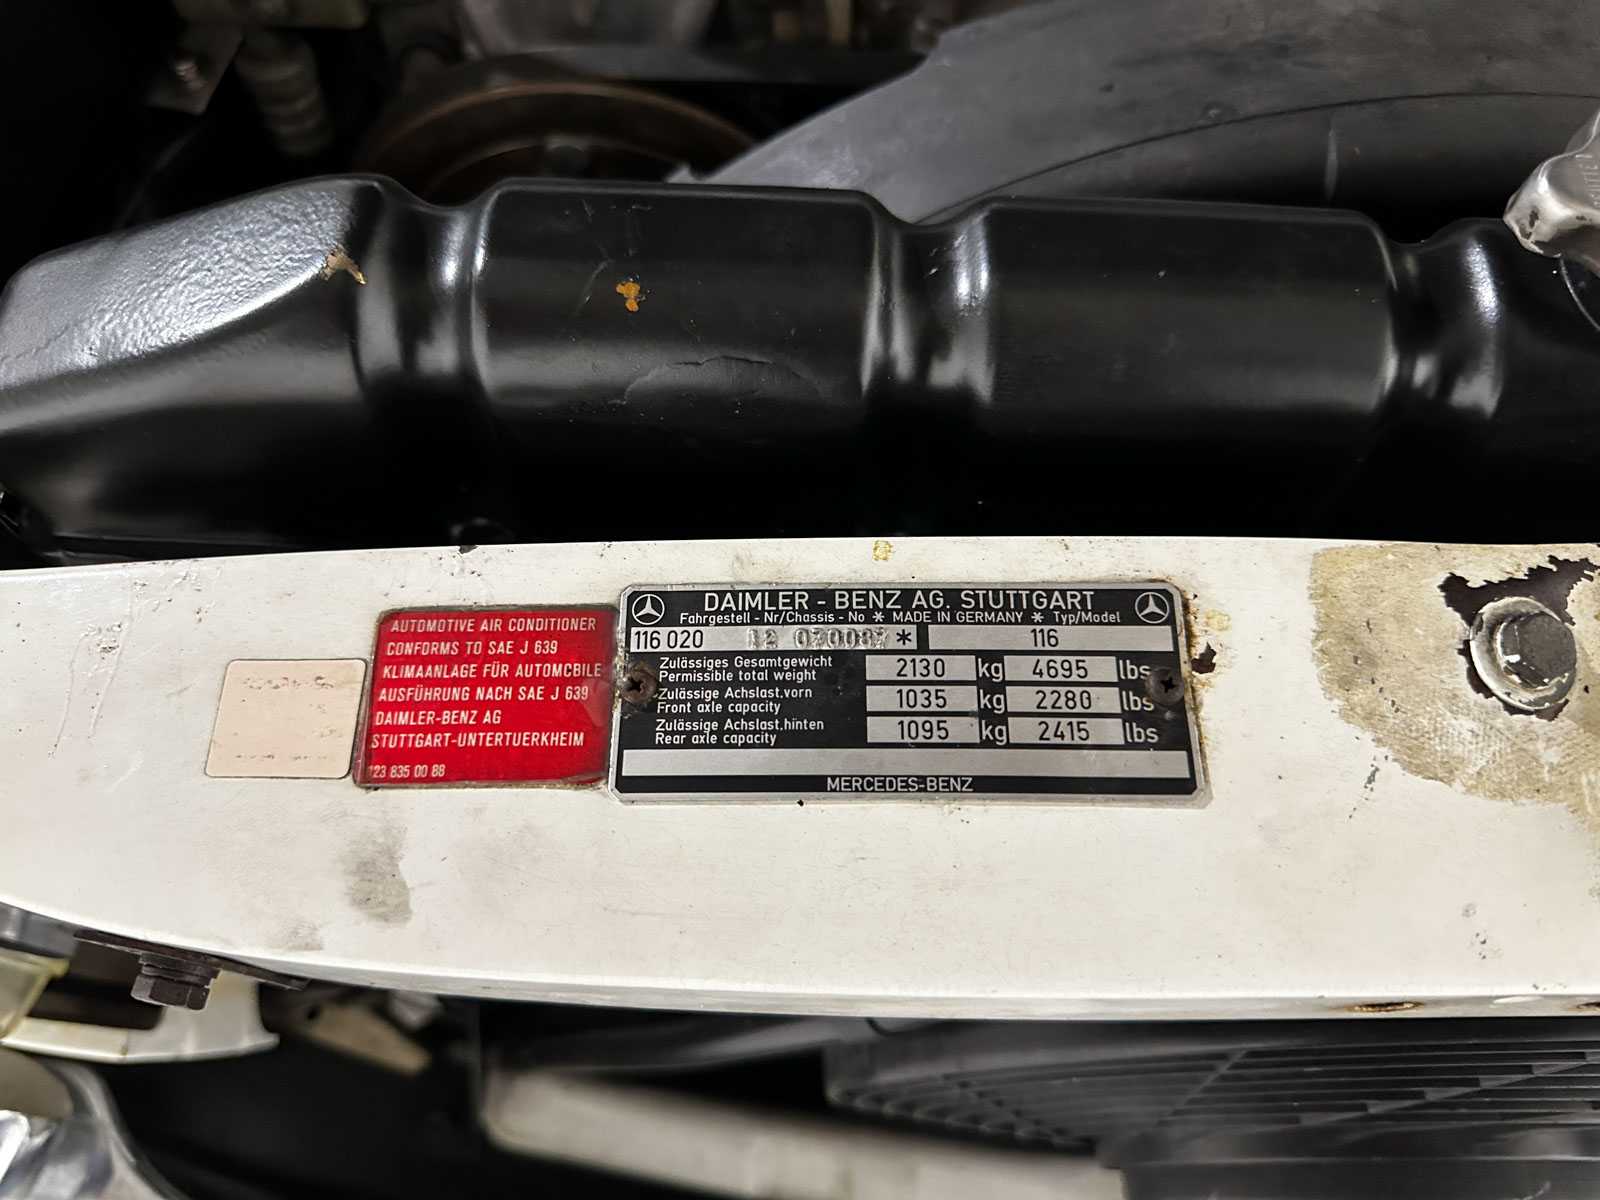 AUTOMOTIVE AIR CONDITIONER
CONFORMS TO SAE J 639
KLIMAANLAGE FÜR AUTOMOBILE
AUSFÜHRUNG NACH SAE J 639
DAIMLER-BENZ AG
STUTTGART-UNTERTUERKHEIM
123 835 00 88
DAIMLER - BENZ AG. STUTTGART
Fahrgestell - Nr/Chassis - No * MADE IN GERMANY * Typ/Model
116 020 12 * 116
Zulässiges Gesamtgewicht
Permissible total weight
2130 kg 4695 lbs
Zulässige Achslast,vorn
Front axle capacity
1035 kg 2280 lbs
Zulässige Achslast,hinten
Rear axle capacity
1095 kg 2415 lbs
MERCEDES-BENZ